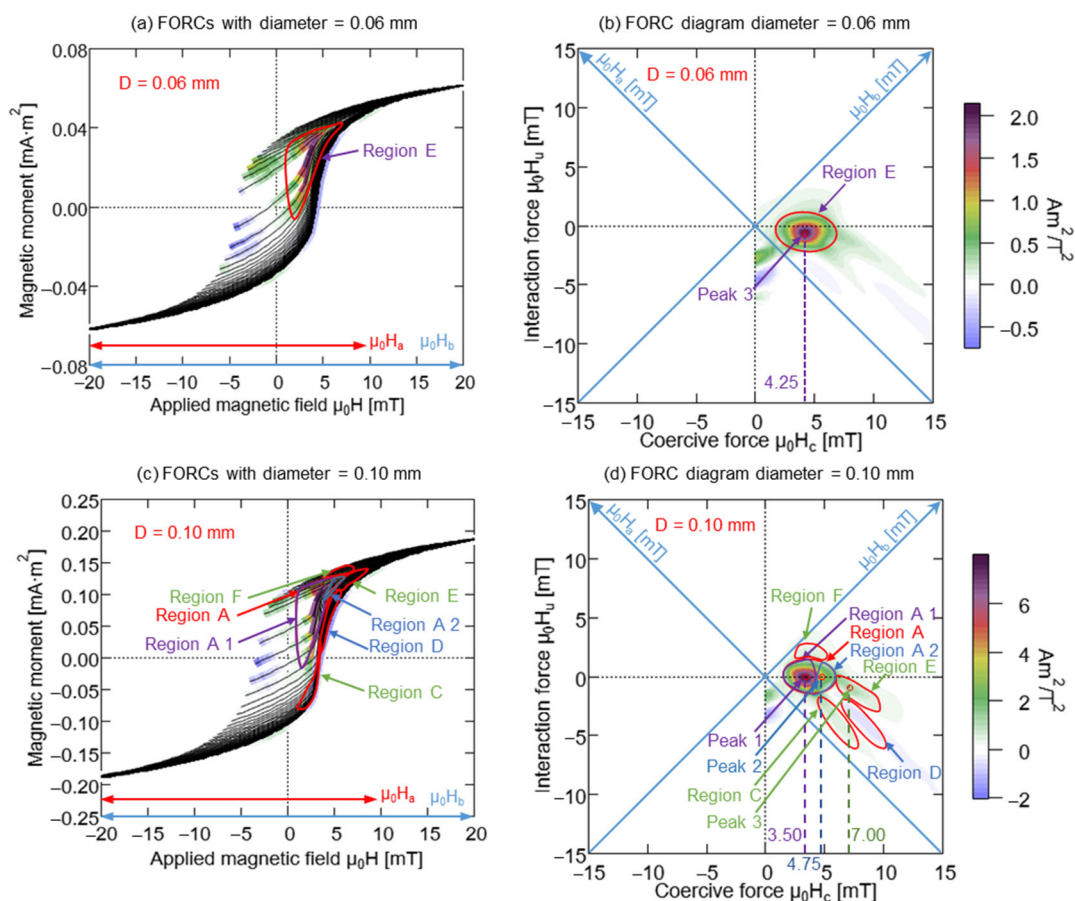 (a) FORCs with diameter = 0.06 mm
D = 0.06 mm
Region E
μ₀Hₐ
μ₀H_b
Magnetic moment [mA·m²]
0.08
0.04
0.00
−0.04
−0.08
−20 −15 −10 −5 0 5 10 15 20
Applied magnetic field μ₀H [mT]
(b) FORC diagram with diameter = 0.06 mm
D = 0.06 mm
μ₀Hₐ [mT]
μ₀H_b [mT]
Region E
Peak 3
4.25
Interaction force μ₀Hᵤ [mT]
15
10
5
0
−5
−10
−15
−15 −10 −5 0 5 10 15
Coercive force μ₀H_c [mT]
2.0
1.5
1.0
0.5
0.0
−0.5
Am²/T²
(c) FORCs with diameter = 0.10 mm
D = 0.10 mm
Region F
Region A
Region A 1
Region E
Region A 2
Region D
Region C
μ₀Hₐ
μ₀H_b
Magnetic moment [mA·m²]
0.25
0.20
0.15
0.10
0.05
0.00
−0.05
−0.10
−0.15
−0.20
−0.25
−20 −15 −10 −5 0 5 10 15 20
Applied magnetic field μ₀H [mT]
(d) FORC diagram diameter = 0.10 mm
D = 0.10 mm
μ₀Hₐ [mT]
μ₀H_b [mT]
Region F
Region A 1
Region A
Region A 2
Region E
Peak 1
Peak 2
Region C
Peak 3
Region D
3.50
4.75
7.00
Interaction force μ₀Hᵤ [mT]
15
10
5
0
−5
−10
−15
−15 −10 −5 0 5 10 15
Coercive force μ₀H_c [mT]
6
4
2
0
−2
Am²/T²